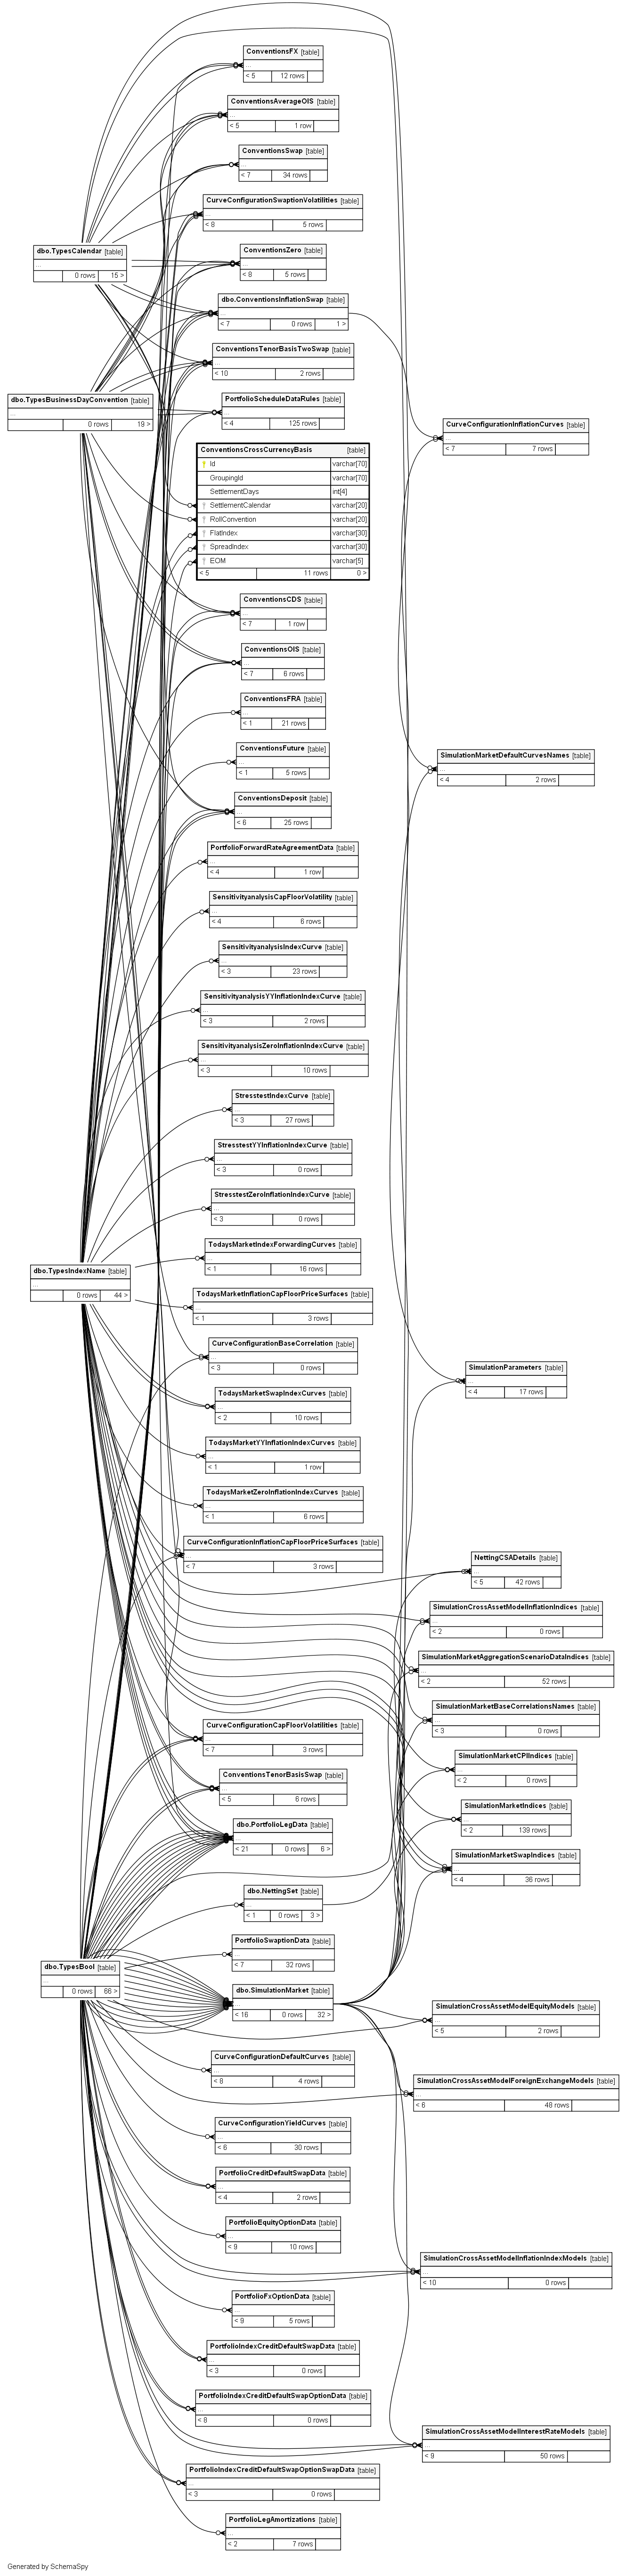 ConventionsFX [table]
...
< 5 12 rows
ConventionsAverageOIS [table]
...
< 5 1 row
ConventionsSwap [table]
...
< 7 34 rows
CurveConfigurationSwaptionVolatilities [table]
...
< 8 5 rows
dbo.TypesCalendar [table]
...
0 rows 15 >
ConventionsZero [table]
...
< 8 5 rows
dbo.ConventionsInflationSwap [table]
...
< 7 0 rows 1 >
ConventionsTenorBasisTwoSwap [table]
...
< 10 2 rows
dbo.TypesBusinessDayConvention [table]
...
0 rows 19 >
PortfolioScheduleDataRules [table]
...
< 4 125 rows
CurveConfigurationInflationCurves [table]
...
< 7 7 rows
ConventionsCrossCurrencyBasis [table]
Id varchar[70]
GroupingId varchar[70]
SettlementDays int[4]
SettlementCalendar varchar[20]
RollConvention varchar[20]
FlatIndex varchar[30]
SpreadIndex varchar[30]
EOM varchar[5]
< 5 11 rows 0 >
ConventionsCDS [table]
...
< 7 1 row
ConventionsOIS [table]
...
< 7 6 rows
ConventionsFRA [table]
...
< 1 21 rows
ConventionsFuture [table]
...
< 1 5 rows
SimulationMarketDefaultCurvesNames [table]
...
< 4 2 rows
ConventionsDeposit [table]
...
< 6 25 rows
PortfolioForwardRateAgreementData [table]
...
< 4 1 row
SensitivityanalysisCapFloorVolatility [table]
...
< 4 6 rows
SensitivityanalysisIndexCurve [table]
...
< 3 23 rows
SensitivityanalysisYYInflationIndexCurve [table]
...
< 3 2 rows
SensitivityanalysisZeroInflationIndexCurve [table]
...
< 3 10 rows
StresstestIndexCurve [table]
...
< 3 27 rows
StresstestYYInflationIndexCurve [table]
...
< 3 0 rows
StresstestZeroInflationIndexCurve [table]
...
< 3 0 rows
TodaysMarketIndexForwardingCurves [table]
...
< 1 16 rows
dbo.TypesIndexName [table]
...
0 rows 44 >
TodaysMarketInflationCapFloorPriceSurfaces [table]
...
< 1 3 rows
CurveConfigurationBaseCorrelation [table]
...
< 3 0 rows
SimulationParameters [table]
...
< 4 17 rows
TodaysMarketSwapIndexCurves [table]
...
< 2 10 rows
TodaysMarketYYInflationIndexCurves [table]
...
< 1 1 row
TodaysMarketZeroInflationIndexCurves [table]
...
< 1 6 rows
CurveConfigurationInflationCapFloorPriceSurfaces [table]
...
< 7 3 rows
NettingCSADetails [table]
...
< 5 42 rows
SimulationCrossAssetModelInflationIndices [table]
...
< 2 0 rows
SimulationMarketAggregationScenarioDataIndices [table]
...
< 2 52 rows
SimulationMarketBaseCorrelationsNames [table]
...
< 3 0 rows
CurveConfigurationCapFloorVolatilities [table]
...
< 7 3 rows
SimulationMarketCPIIndices [table]
...
< 2 0 rows
ConventionsTenorBasisSwap [table]
...
< 5 6 rows
SimulationMarketIndices [table]
...
< 2 139 rows
dbo.PortfolioLegData [table]
...
< 21 0 rows 6 >
SimulationMarketSwapIndices [table]
...
< 4 36 rows
dbo.NettingSet [table]
...
< 1 0 rows 3 >
PortfolioSwaptionData [table]
...
< 7 32 rows
dbo.TypesBool [table]
...
0 rows 66 >
dbo.SimulationMarket [table]
...
< 16 0 rows 32 >
SimulationCrossAssetModelEquityModels [table]
...
< 5 2 rows
CurveConfigurationDefaultCurves [table]
...
< 8 4 rows
SimulationCrossAssetModelForeignExchangeModels [table]
...
< 6 48 rows
CurveConfigurationYieldCurves [table]
...
< 6 30 rows
PortfolioCreditDefaultSwapData [table]
...
< 4 2 rows
PortfolioEquityOptionData [table]
...
< 9 10 rows
SimulationCrossAssetModelInflationIndexModels [table]
...
< 10 0 rows
PortfolioFxOptionData [table]
...
< 9 5 rows
PortfolioIndexCreditDefaultSwapData [table]
...
< 3 0 rows
PortfolioIndexCreditDefaultSwapOptionData [table]
...
< 8 0 rows
SimulationCrossAssetModelInterestRateModels [table]
...
< 9 50 rows
PortfolioIndexCreditDefaultSwapOptionSwapData [table]
...
< 3 0 rows
PortfolioLegAmortizations [table]
...
< 2 7 rows
Generated by SchemaSpy